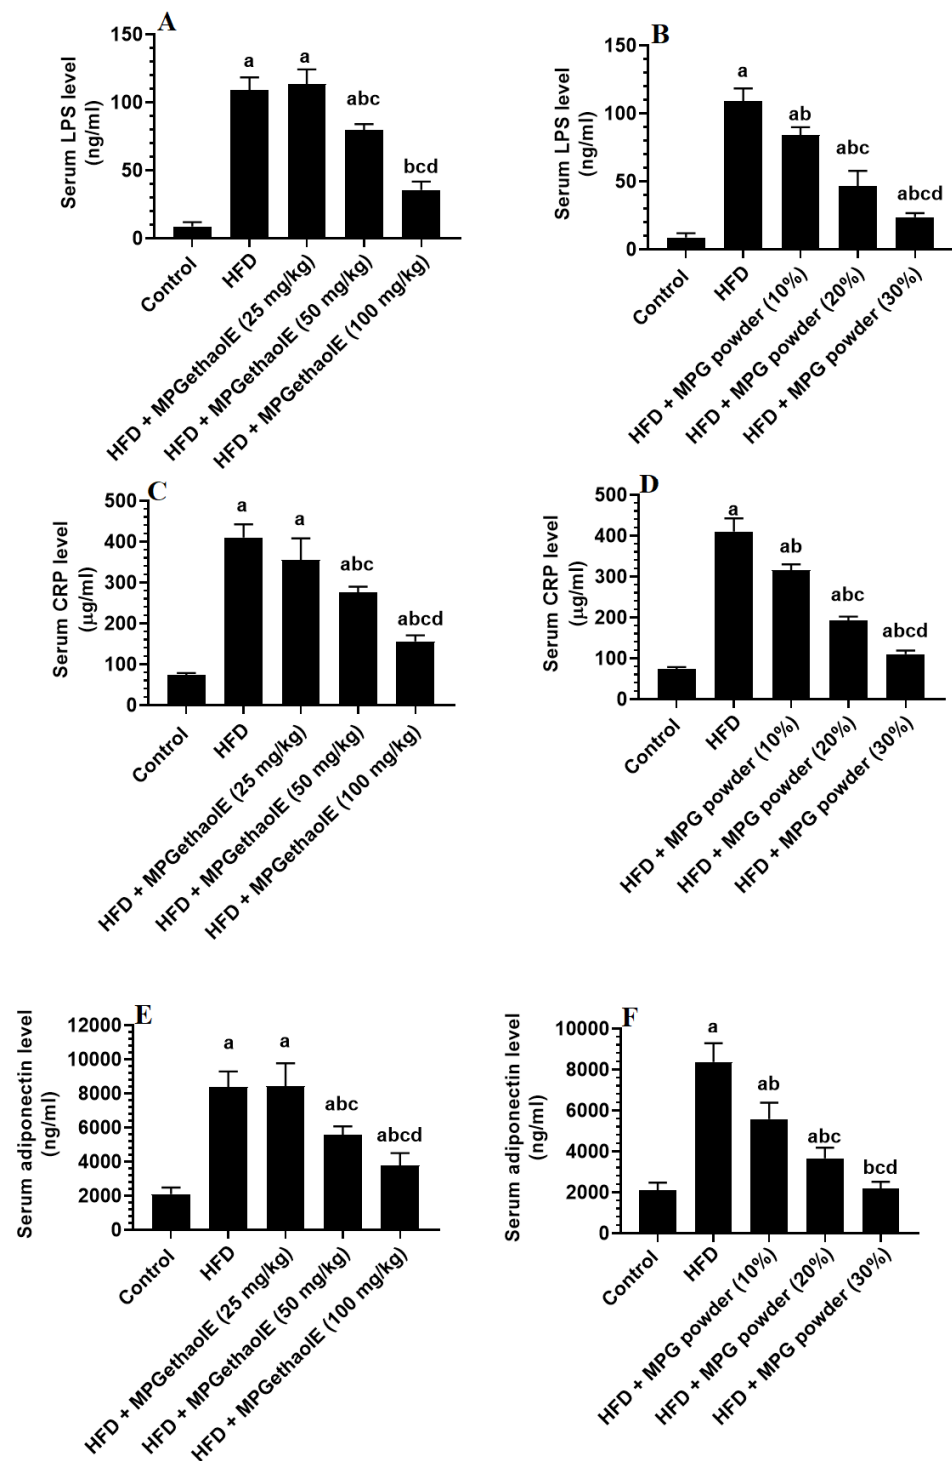 A
Serum LPS level
(ng/ml)
150
100
50
0
a
a
abc
bcd
Control
HFD
HFD + MPGethaolE (25 mg/kg)
HFD + MPGethaolE (50 mg/kg)
HFD + MPGethaolE (100 mg/kg)
B
Serum LPS level
(ng/ml)
150
100
50
0
a
ab
abc
abcd
Control
HFD
HFD + MPG powder (10%)
HFD + MPG powder (20%)
HFD + MPG powder (30%)
C
Serum CRP level
(µg/ml)
500
400
300
200
100
0
a
a
abc
abcd
Control
HFD
HFD + MPGethaolE (25 mg/kg)
HFD + MPGethaolE (50 mg/kg)
HFD + MPGethaolE (100 mg/kg)
D
Serum CRP level
(µg/ml)
500
400
300
200
100
0
a
ab
abc
abcd
Control
HFD
HFD + MPG powder (10%)
HFD + MPG powder (20%)
HFD + MPG powder (30%)
E
Serum adiponectin level
(ng/ml)
12000
10000
8000
6000
4000
2000
0
a
a
abc
abcd
Control
HFD
HFD + MPGethaolE (25 mg/kg)
HFD + MPGethaolE (50 mg/kg)
HFD + MPGethaolE (100 mg/kg)
F
Serum adiponectin level
(ng/ml)
10000
8000
6000
4000
2000
0
a
ab
abc
bcd
Control
HFD
HFD + MPG powder (10%)
HFD + MPG powder (20%)
HFD + MPG powder (30%)